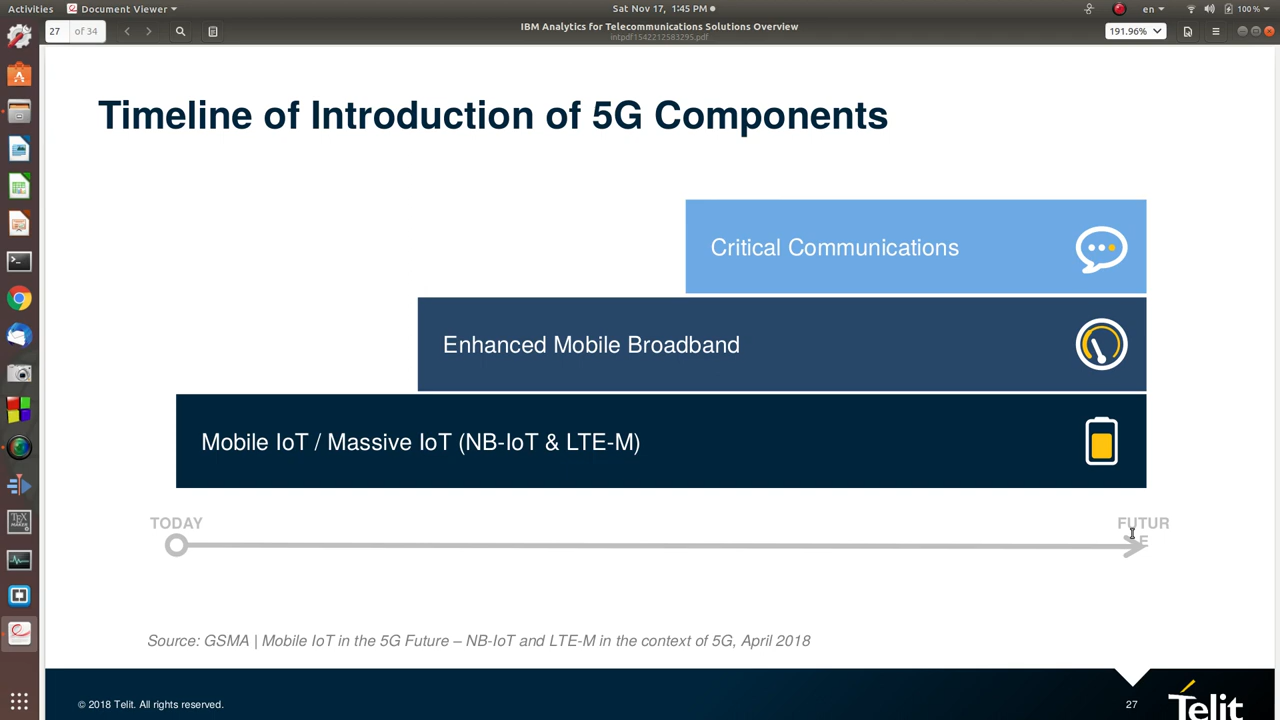 Activities Document Viewer Sat Nov 17, 1:45 PM en 100%
27 of 34 IBM Analytics for Telecommunications Solutions Overview 191.96%
intpdf1542212583295.pdf
Timeline of Introduction of 5G Components
Critical Communications
Enhanced Mobile Broadband
Mobile IoT / Massive IoT (NB-IoT & LTE-M)
TODAY FUTUR
E
Source: GSMA | Mobile IoT in the 5G Future – NB-IoT and LTE-M in the context of 5G, April 2018
© 2018 Telit. All rights reserved. 27 Telit